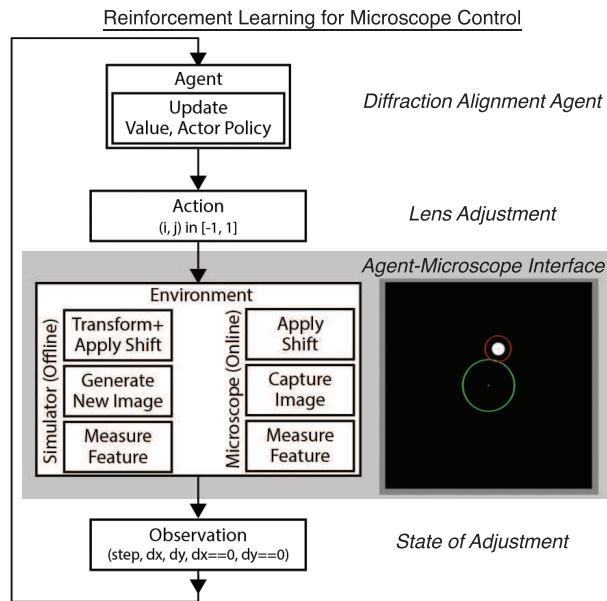 Reinforcement Learning for Microscope Control
Agent
Update
Value, Actor Policy
Diffraction Alignment Agent
Action
(i, j) in [-1, 1]
Lens Adjustment
Agent-Microscope Interface
Environment
Simulator (Offline)
Transform+
Apply Shift
Generate
New Image
Measure
Feature
Microscope (Online)
Apply
Shift
Capture
Image
Measure
Feature
Observation
(step, dx, dy, dx==0, dy==0)
State of Adjustment